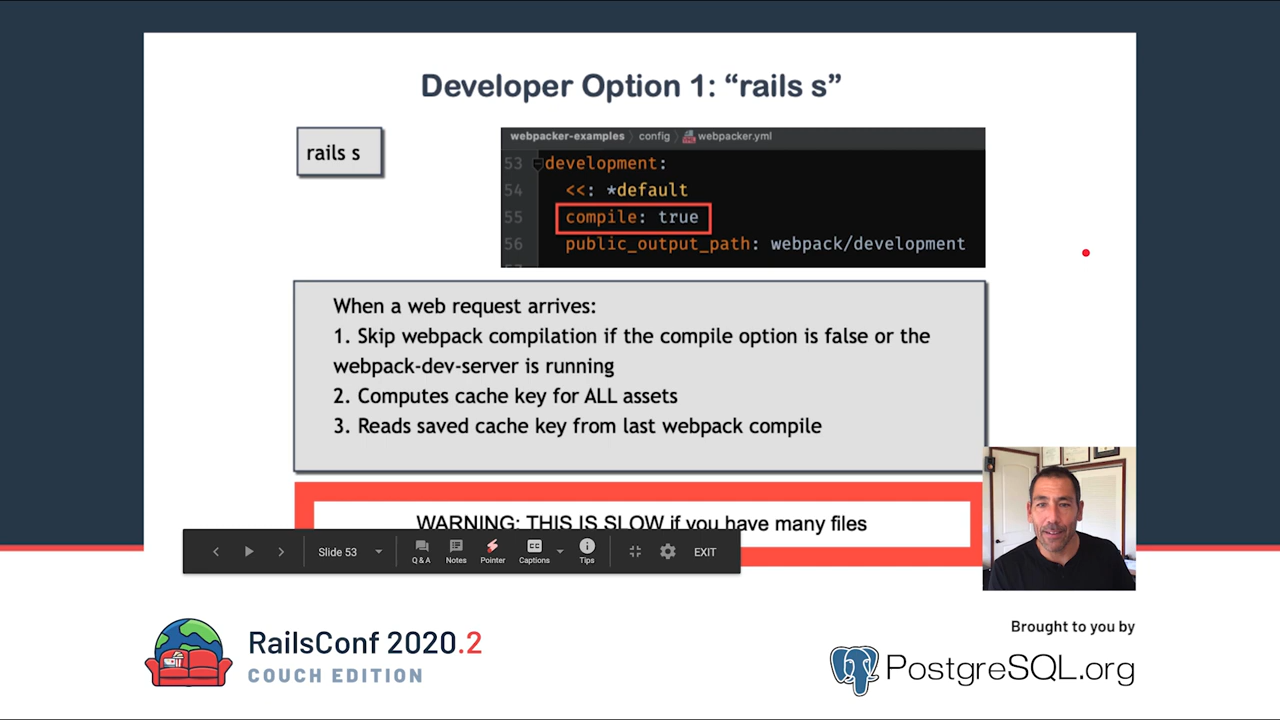 Developer Option 1: “rails s”
rails s
webpacker-examples config webpacker.yml
53 development:
54 <<: *default
55 compile: true
56 public_output_path: webpack/development
When a web request arrives:
1. Skip webpack compilation if the compile option is false or the
webpack-dev-server is running
2. Computes cache key for ALL assets
3. Reads saved cache key from last webpack compile
WARNING: THIS IS SLOW if you have many files
Slide 53
Q & A Notes Pointer Captions Tips EXIT
RailsConf 2020.2
COUCH EDITION
Brought to you by
PostgreSQL.org